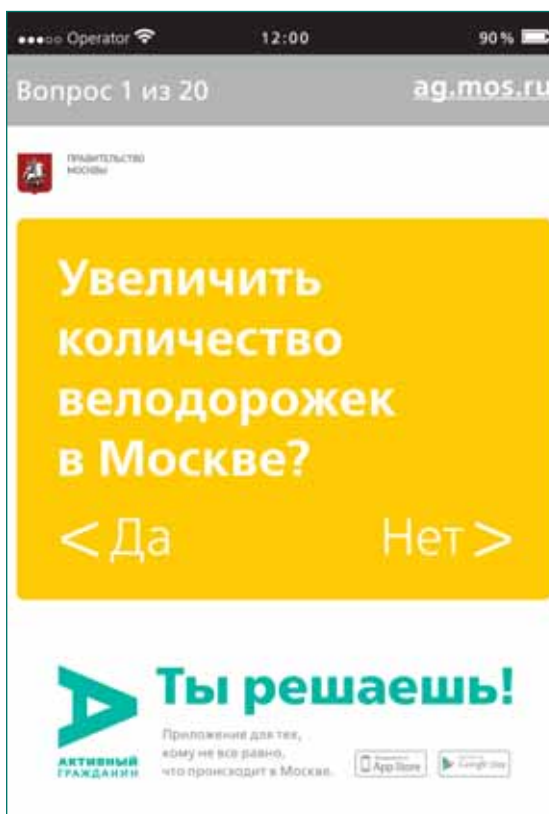 Operator 12:00 90%
Вопрос 1 из 20 ag.mos.ru
ПРАВИТЕЛЬСТВО
МОСКВЫ
Увеличить
количество
велодорожек
в Москве?
< Да Нет >
Ты решаешь!
Приложение для тех,
кому не все равно,
что происходит в Москве.
АКТИВНЫЙ
ГРАЖДАНИН
App Store
Google play